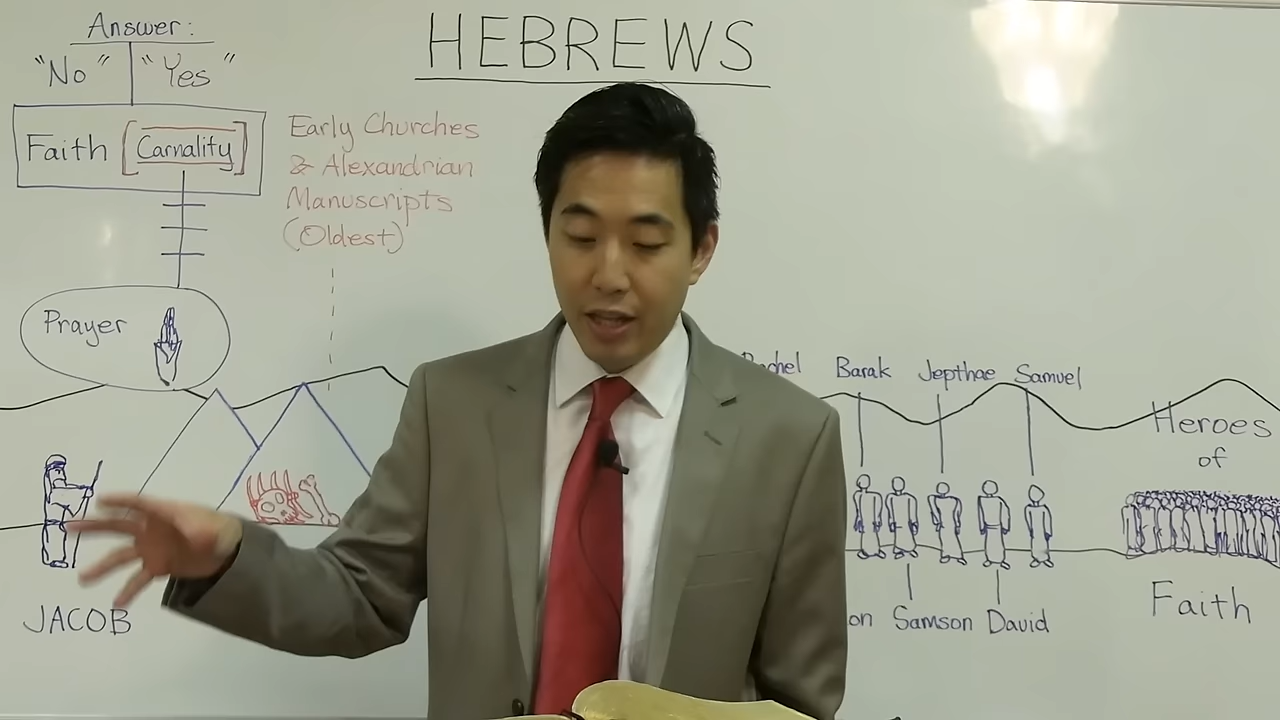 HEBREWS
Answer:
"No" "Yes"
Faith [Carnality]
Early Churches
& Alexandrian
Manuscripts
(Oldest)
Prayer
JACOB
Barak Jepthae Samuel
Samson David
Heroes
of
Faith